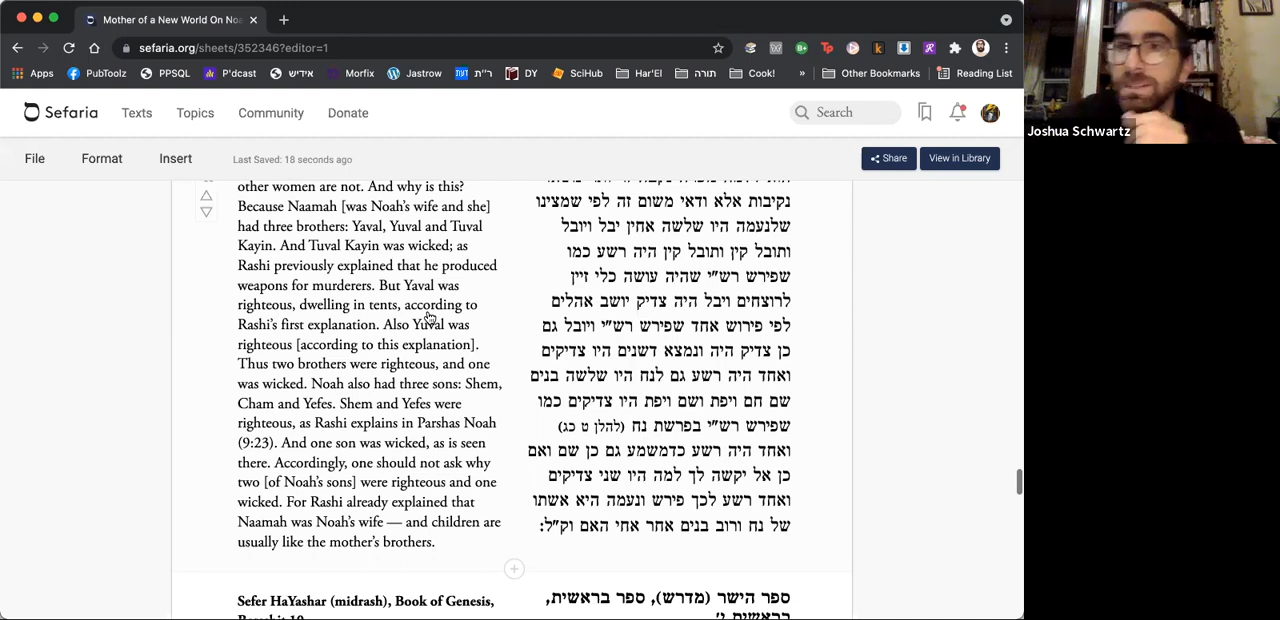 Mother of a New World On Noa
sefaria.org/sheets/352346?editor=1
Apps PubToolz PPSQL P'dcast אידיש Morfix Jastrow ר"ת DY SciHub Har'El תורה Cook! » Other Bookmarks Reading List
Sefaria Texts Topics Community Donate Search
File Format Insert Last Saved: 18 seconds ago Share View in Library
Joshua Schwartz
other women are not. And why is this?
Because Naamah [was Noah's wife and she]
had three brothers: Yaval, Yuval and Tuval
Kayin. And Tuval Kayin was wicked; as
Rashi previously explained that he produced
weapons for murderers. But Yaval was
righteous, dwelling in tents, according to
Rashi's first explanation. Also Yuval was
righteous [according to this explanation].
Thus two brothers were righteous, and one
was wicked. Noah also had three sons: Shem,
Cham and Yefes. Shem and Yefes were
righteous, as Rashi explains in Parshas Noah
(9:23). And one son was wicked, as is seen
there. Accordingly, one should not ask why
two [of Noah's sons] were righteous and one
wicked. For Rashi already explained that
Naamah was Noah's wife — and children are
usually like the mother's brothers.
נקיבות אלא ודאי משום זה לפי שמצינו
שלנעמה היו שלשה אחין יבל ויובל
ותובל קין ותובל קין היה רשע כמו
שפירש רש"י שהיה עושה כלי זיין
לרוצחים ויבל היה צדיק יושב אהלים
לפי פירוש אחד שפירש רש"י ויובל גם
כן צדיק היה ונמצא דשנים היו צדיקים
ואחד היה רשע גם לנח היו שלשה בנים
שם חם ויפת ושם ויפת היו צדיקים כמו
שפירש רש"י בפרשת נח (להלן ט כג)
ואחד היה רשע כדמשמע גם כן שם ואם
כן אל יקשה לך למה היו שני צדיקים
ואחד רשע לכך פירש ונעמה היא אשתו
של נח ורוב בנים אחר אחי האם וק"ל:
Sefer HaYashar (midrash), Book of Genesis,
ספר הישר (מדרש), ספר בראשית,